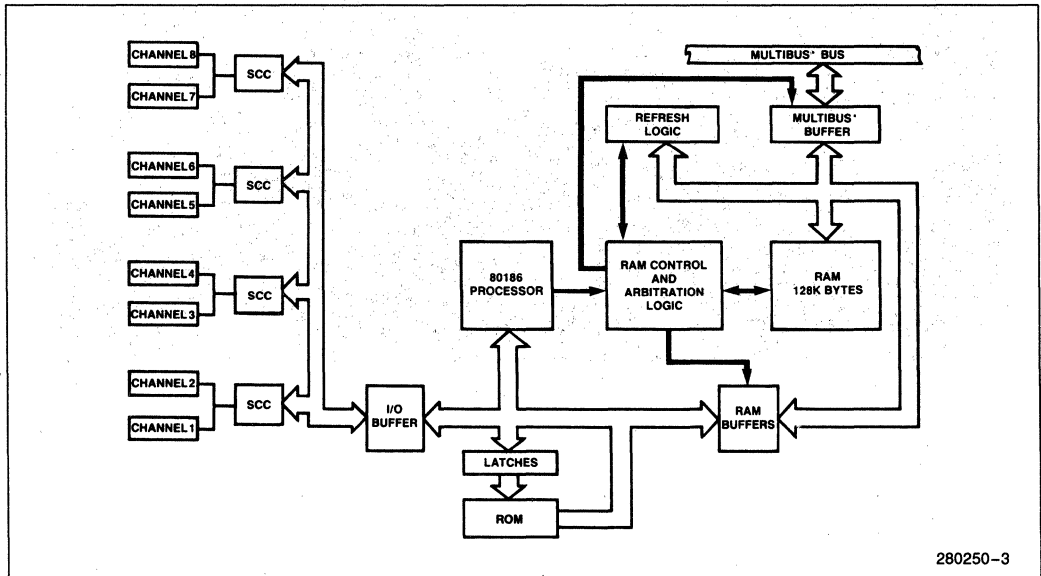 CHANNEL 8
SCC
CHANNEL 7
CHANNEL 6
SCC
CHANNEL 5
CHANNEL 4
SCC
CHANNEL 3
CHANNEL 2
SCC
CHANNEL 1
MULTIBUS* BUS
REFRESH
LOGIC
MULTIBUS*
BUFFER
80186
PROCESSOR
RAM CONTROL
AND
ARBITRATION
LOGIC
RAM
128K BYTES
I/O
BUFFER
RAM
BUFFERS
LATCHES
ROM
280250–3